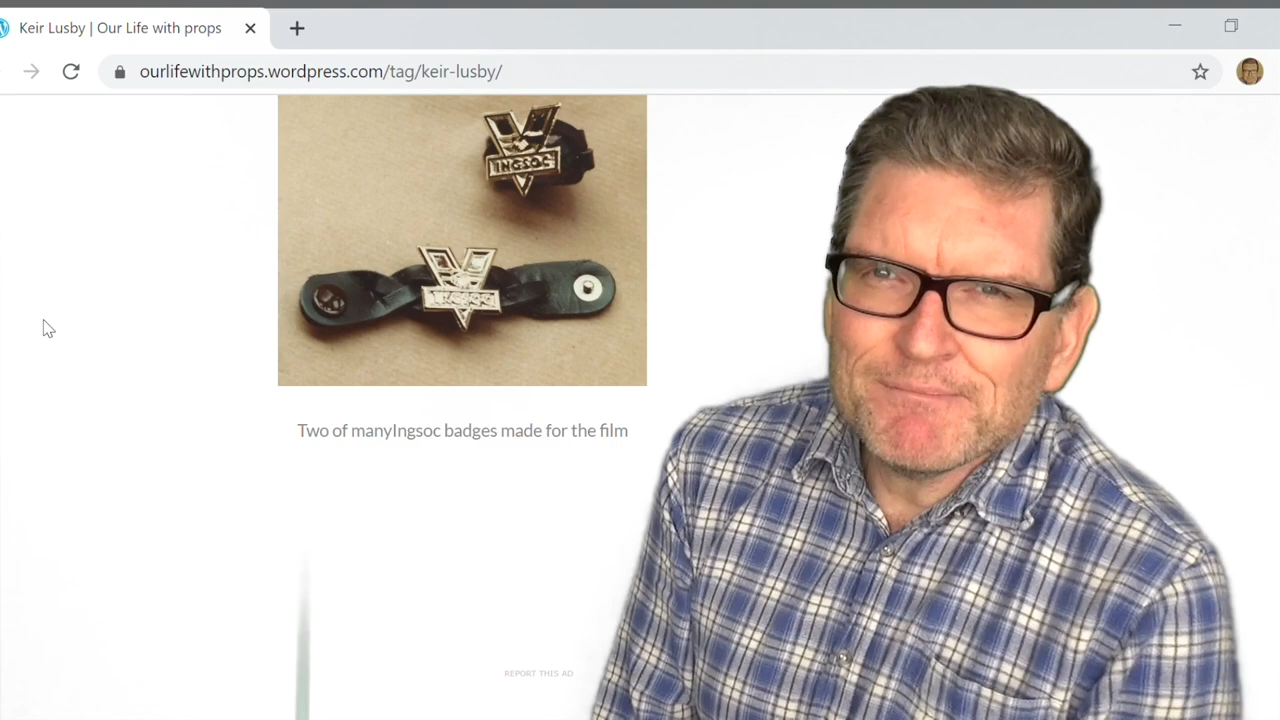 Keir Lusby | Our Life with props
ourlifewithprops.wordpress.com/tag/keir-lusby/
INGSOC
INGSOC
Two of manyIngsoc badges made for the film
REPORT THIS AD